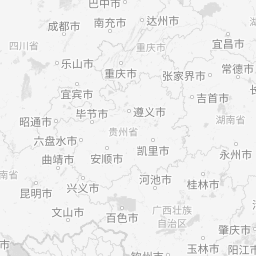 巴中市
达州市
成都市
南充市
宜昌市
四川省
重庆市
乐山市
重庆市
张家界市
常德市
宜宾市
吉首市
昭通市
毕节市
遵义市
湖南省
贵州省
六盘水市
凯里市
曲靖市
安顺市
永州市
南省
兴义市
河池市
桂林市
昆明市
文山市
百色市
广西壮族
自治区
肇庆市
玉林市
阳江市
钦州市